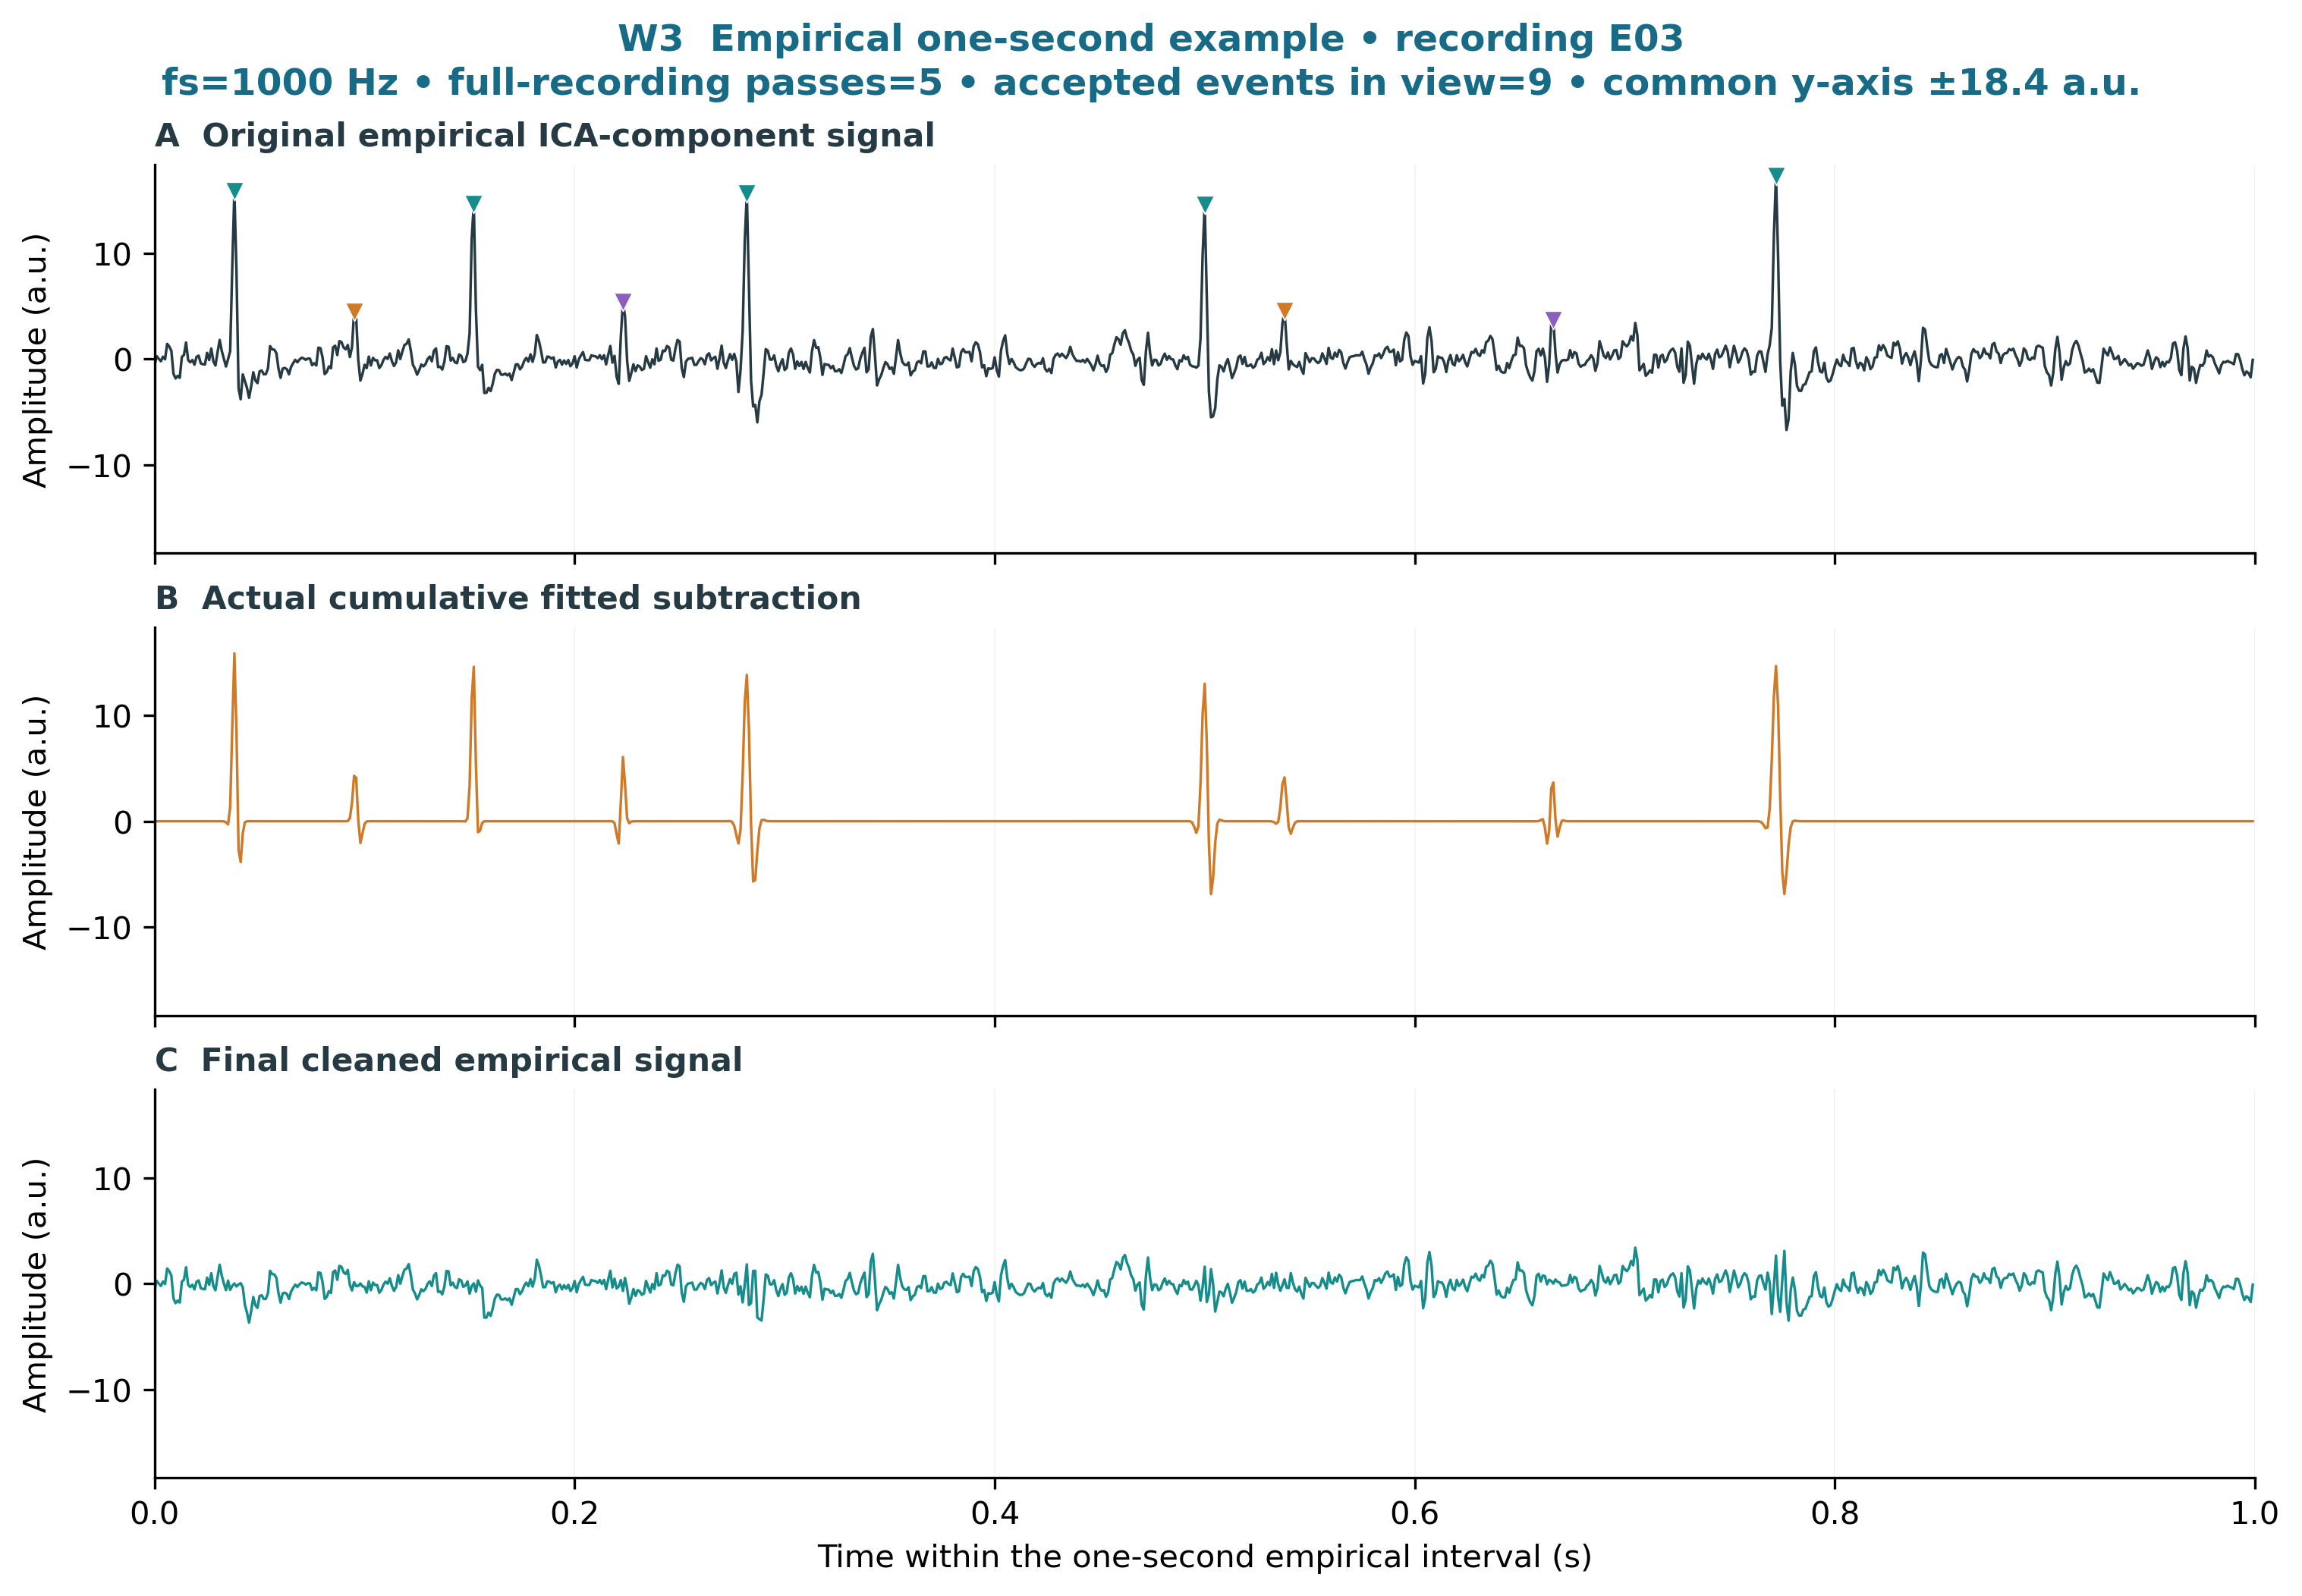 W3  Empirical one-second example • recording E03
fs=1000 Hz • full-recording passes=5 • accepted events in view=9 • common y-axis ±18.4 a.u.
A  Original empirical ICA-component signal
Amplitude (a.u.)
10
0
−10
B  Actual cumulative fitted subtraction
Amplitude (a.u.)
10
0
−10
C  Final cleaned empirical signal
Amplitude (a.u.)
10
0
−10
0.0 0.2 0.4 0.6 0.8 1.0
Time within the one-second empirical interval (s)